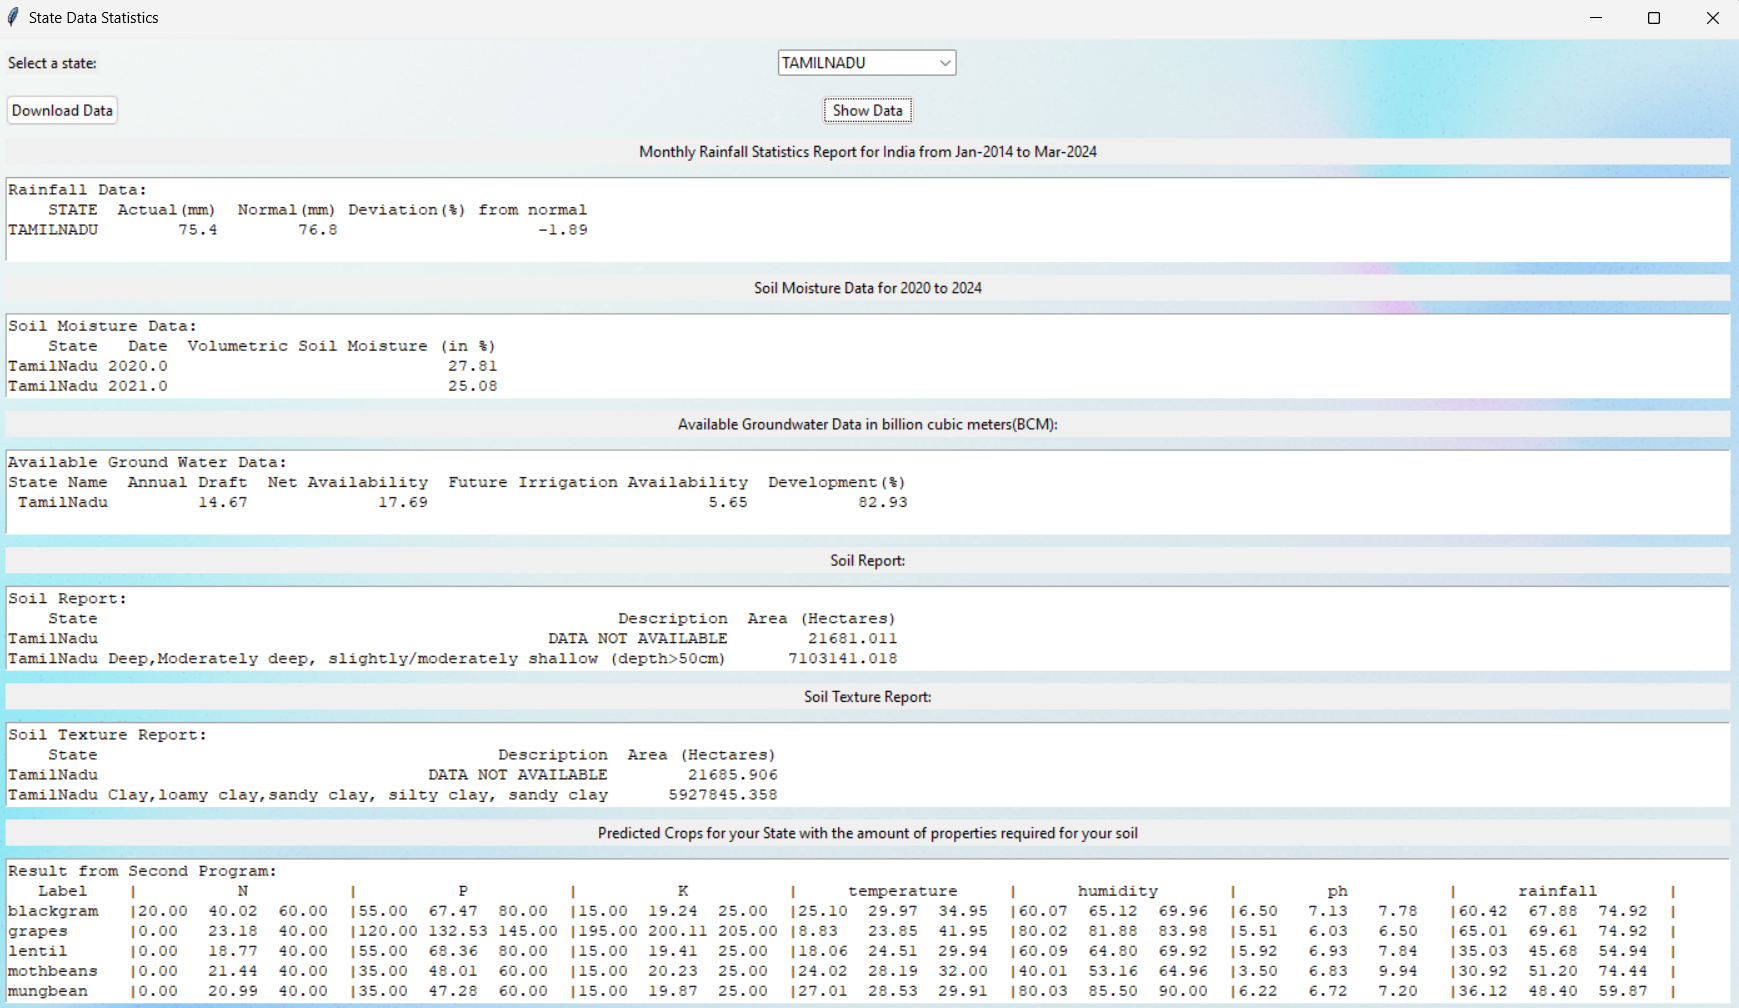 State Data Statistics
Select a state: TAMILNADU
Download Data Show Data
Monthly Rainfall Statistics Report for India from Jan-2014 to Mar-2024
Rainfall Data:
STATE Actual(mm) Normal(mm) Deviation(%) from normal
TAMILNADU 75.4 76.8 -1.89
Soil Moisture Data for 2020 to 2024
Soil Moisture Data:
State Date Volumetric Soil Moisture (in %)
TamilNadu 2020.0 27.81
TamilNadu 2021.0 25.08
Available Groundwater Data in billion cubic meters(BCM):
Available Ground Water Data:
State Name Annual Draft Net Availability Future Irrigation Availability Development(%)
TamilNadu 14.67 17.69 5.65 82.93
Soil Report:
Soil Report:
State Description Area (Hectares)
TamilNadu DATA NOT AVAILABLE 21681.011
TamilNadu Deep,Moderately deep, slightly/moderately shallow (depth>50cm) 7103141.018
Soil Texture Report:
Soil Texture Report:
State Description Area (Hectares)
TamilNadu DATA NOT AVAILABLE 21685.906
TamilNadu Clay,loamy clay,sandy clay, silty clay, sandy clay 5927845.358
Predicted Crops for your State with the amount of properties required for your soil
Result from Second Program:
Label | N | P | K | temperature | humidity | ph | rainfall |
blackgram |20.00 40.02 60.00 |55.00 67.47 80.00 |15.00 19.24 25.00 |25.10 29.97 34.95 |60.07 65.12 69.96 |6.50 7.13 7.78 |60.42 67.88 74.92 |
grapes |0.00 23.18 40.00 |120.00 132.53 145.00 |195.00 200.11 205.00 |8.83 23.85 41.95 |80.02 81.88 83.98 |5.51 6.03 6.50 |65.01 69.61 74.92 |
lentil |0.00 18.77 40.00 |55.00 68.36 80.00 |15.00 19.41 25.00 |18.06 24.51 29.94 |60.09 64.80 69.92 |5.92 6.93 7.84 |35.03 45.68 54.94 |
mothbeans |0.00 21.44 40.00 |35.00 48.01 60.00 |15.00 20.23 25.00 |24.02 28.19 32.00 |40.01 53.16 64.96 |3.50 6.83 9.94 |30.92 51.20 74.44 |
mungbean |0.00 20.99 40.00 |35.00 47.28 60.00 |15.00 19.87 25.00 |27.01 28.53 29.91 |80.03 85.50 90.00 |6.22 6.72 7.20 |36.12 48.40 59.87 |